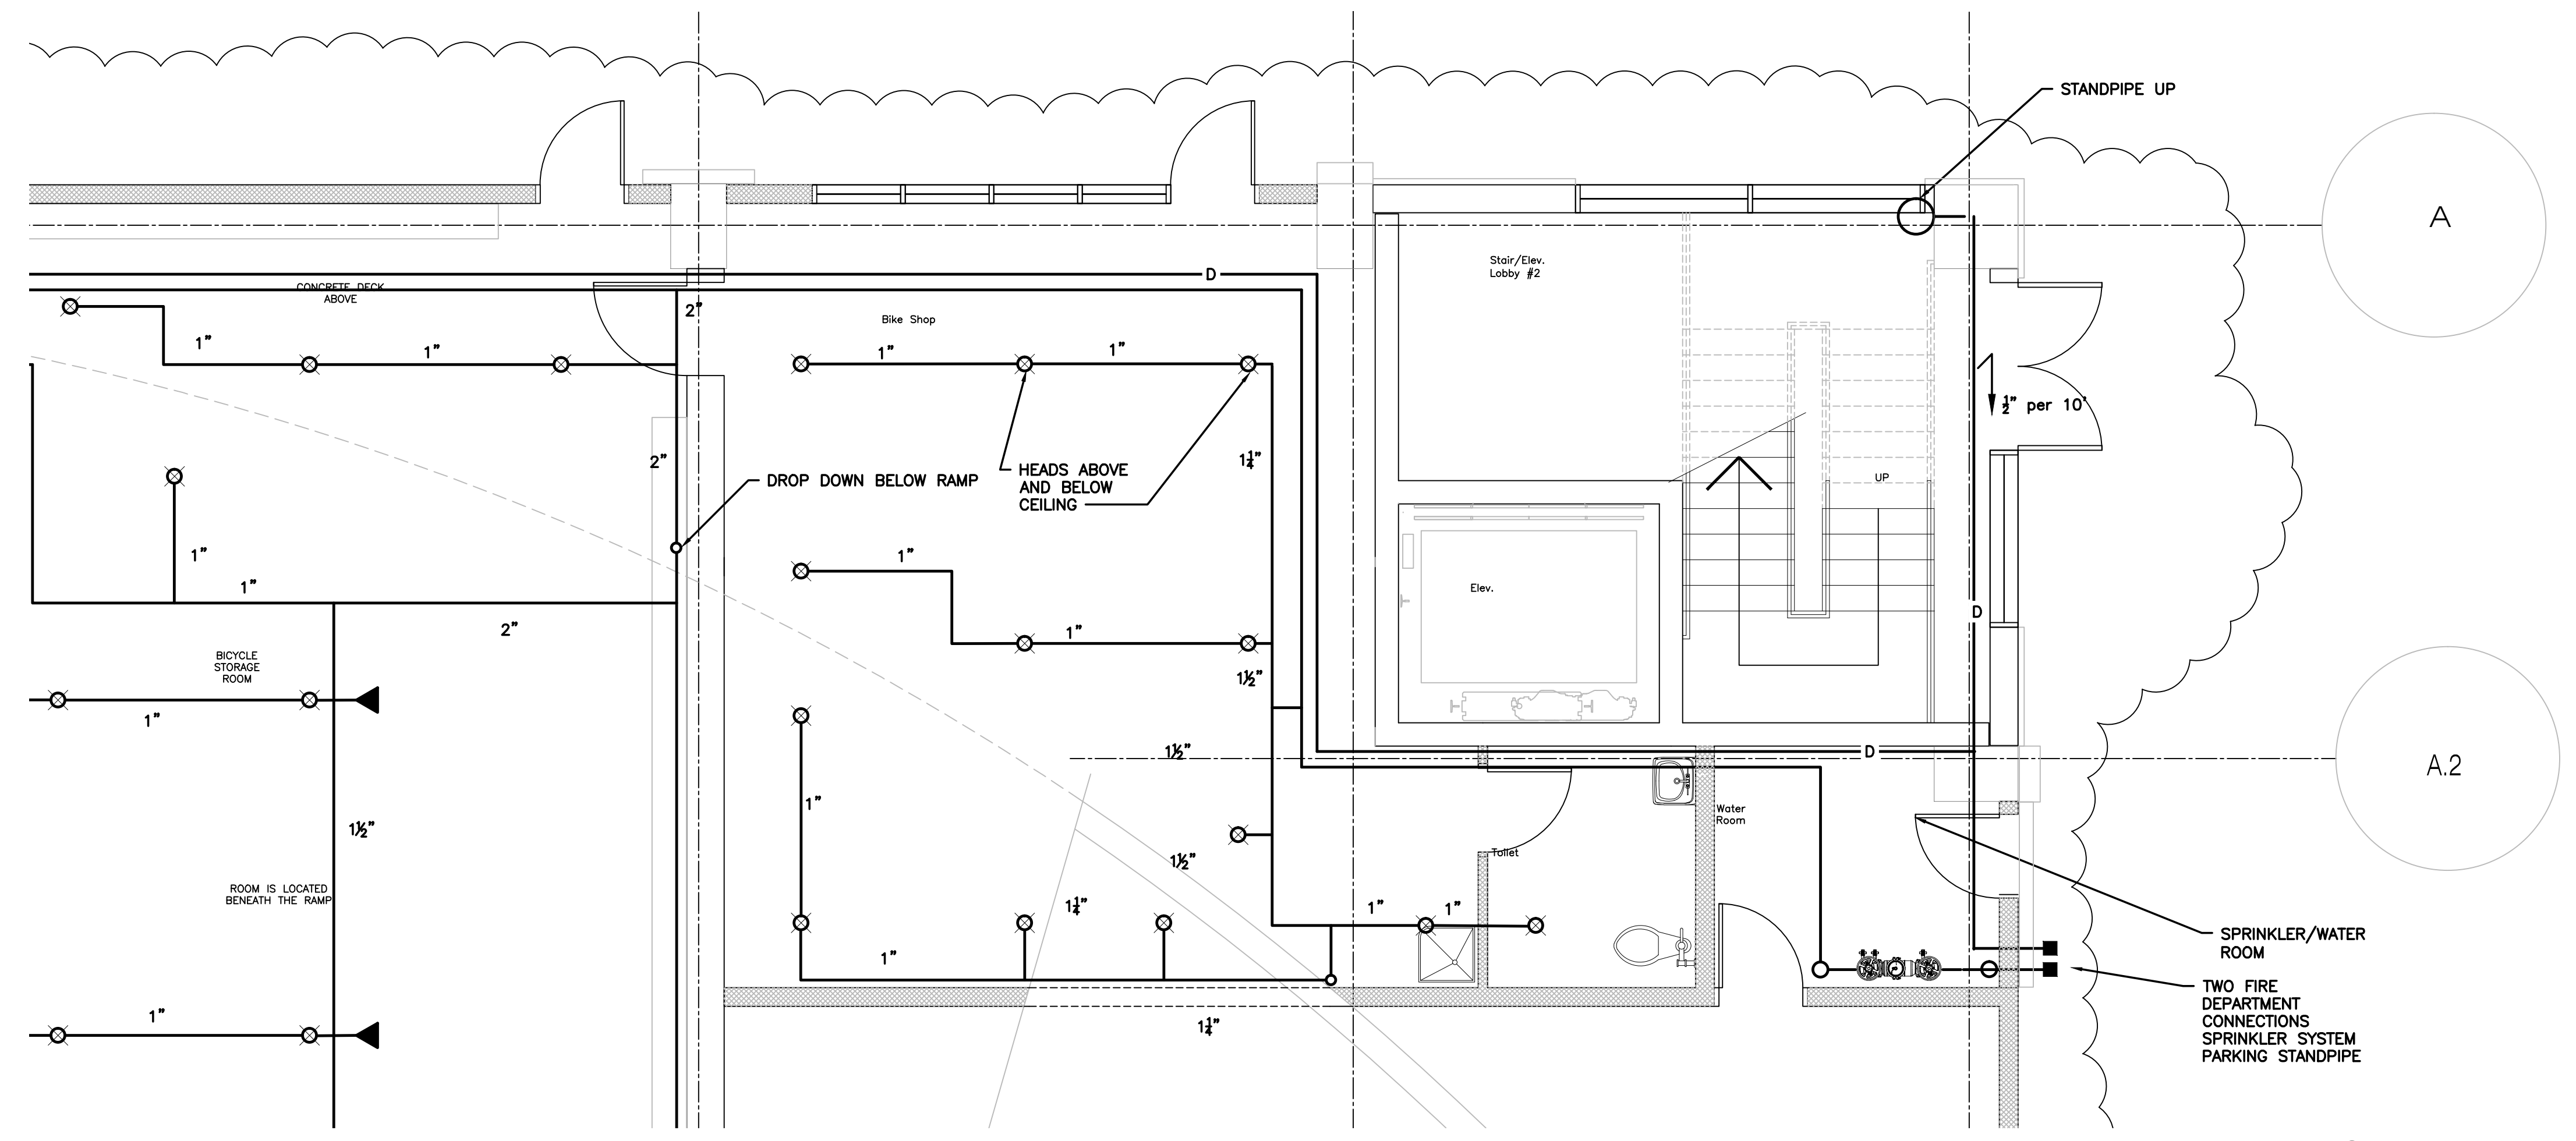 STANDPIPE UP
A
D
Stair/Elev.
Lobby #2
CONCRETE DECK
ABOVE
2”
Bike Shop
1”
1”
1”
1”
½” per 10’
2”
1¼”
HEADS ABOVE
AND BELOW
CEILING
DROP DOWN BELOW RAMP
UP
1”
1”
1”
Elev.
D
2”
1”
BICYCLE
STORAGE
ROOM
1½”
1”
1½”
D
A.2
1”
Water
Room
1½”
Toilet
1½”
ROOM IS LOCATED
BENEATH THE RAMP
1¼”
1”
1”
SPRINKLER/WATER
ROOM
1”
TWO FIRE
DEPARTMENT
CONNECTIONS
SPRINKLER SYSTEM
PARKING STANDPIPE
1”
1¼”